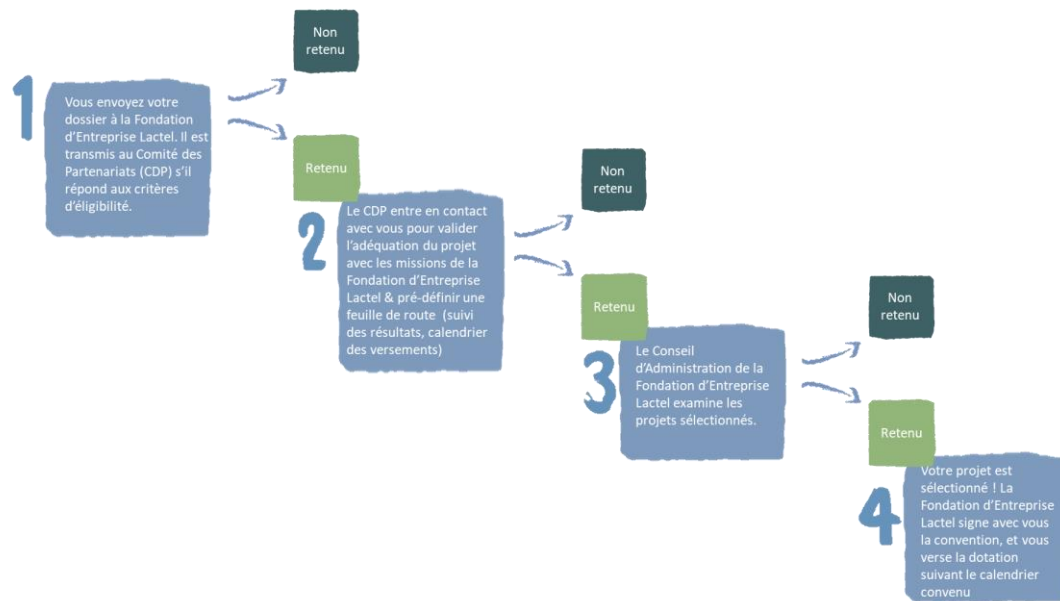 Non
retenu
1
Vous envoyez votre
dossier à la Fondation
d'Entreprise Lactel. Il est
transmis au Comité des
Partenariats (CDP) s'il
répond aux critères
d'éligibilité.
Retenu
2
Le CDP entre en contact
avec vous pour valider
l'adéquation du projet
avec les missions de la
Fondation d'Entreprise
Lactel & pré-définir une
feuille de route (suivi
des résultats, calendrier
des versements)
Non
retenu
Retenu
3
Le Conseil
d'Administration de la
Fondation d'Entreprise
Lactel examine les
projets sélectionnés.
Non
retenu
Retenu
4
Votre projet est
sélectionné ! La
Fondation d'Entreprise
Lactel signe avec vous
la convention, et vous
verse la dotation
suivant le calendrier
convenu